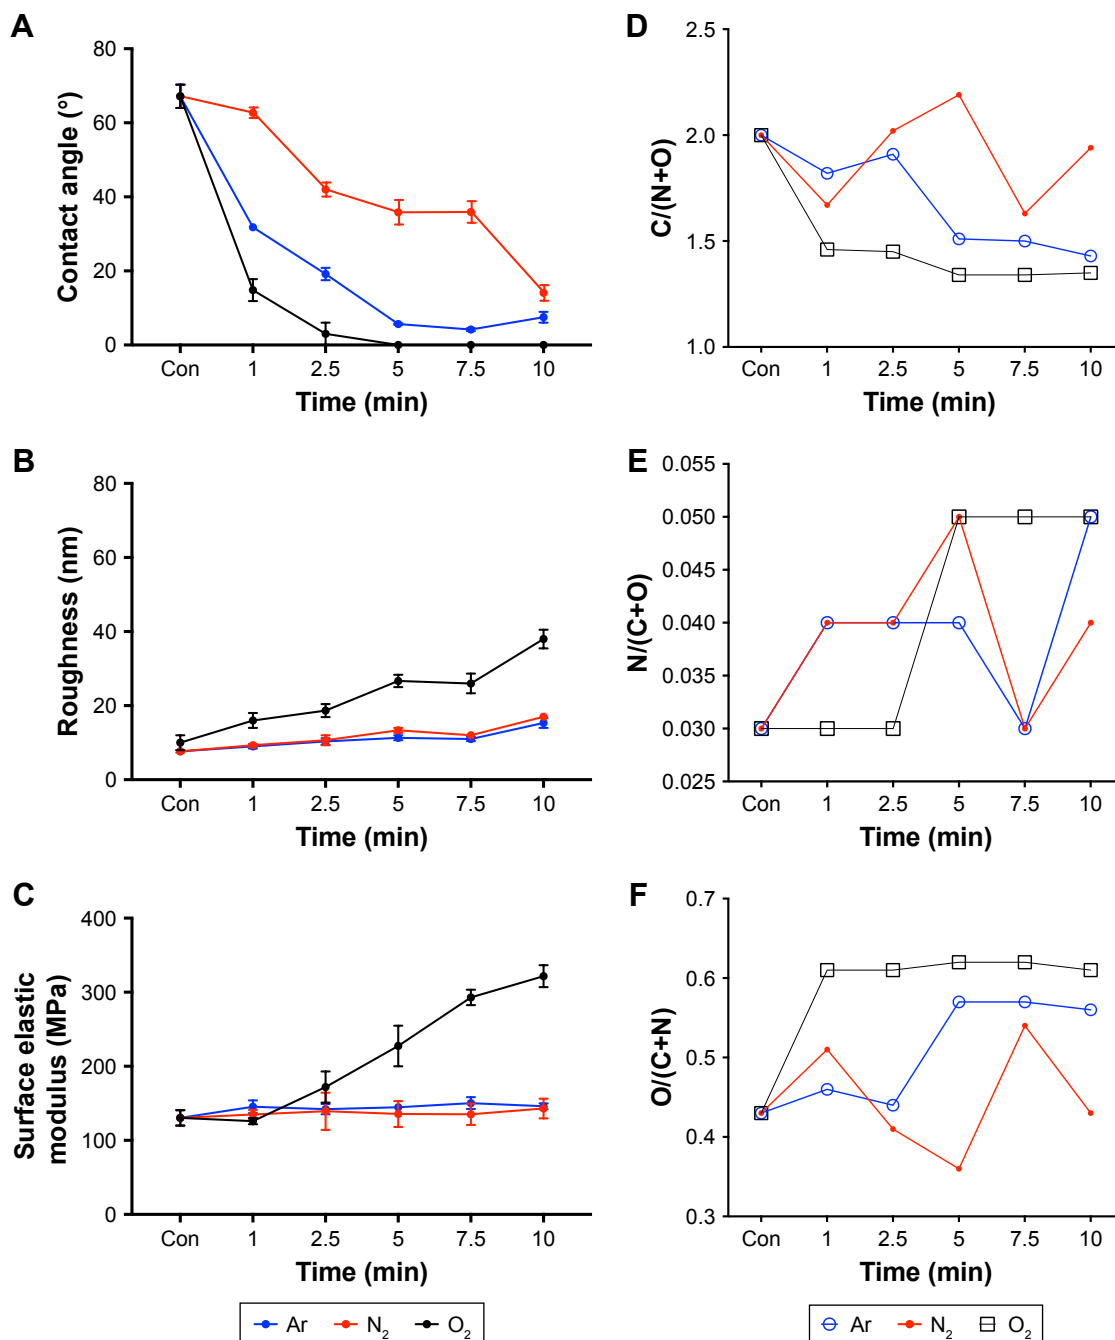 A
80
60
40
20
0
Contact angle (°)
Con 1 2.5 5 7.5 10
Time (min)
B
80
60
40
20
0
Roughness (nm)
Con 1 2.5 5 7.5 10
Time (min)
C
400
300
200
100
0
Surface elastic
modulus (MPa)
Con 1 2.5 5 7.5 10
Time (min)
Ar N₂ O₂
D
2.5
2.0
1.5
1.0
C/(N+O)
Con 1 2.5 5 7.5 10
Time (min)
E
0.055
0.050
0.045
0.040
0.035
0.030
0.025
N/(C+O)
Con 1 2.5 5 7.5 10
Time (min)
F
0.7
0.6
0.5
0.4
0.3
O/(C+N)
Con 1 2.5 5 7.5 10
Time (min)
Ar N₂ O₂